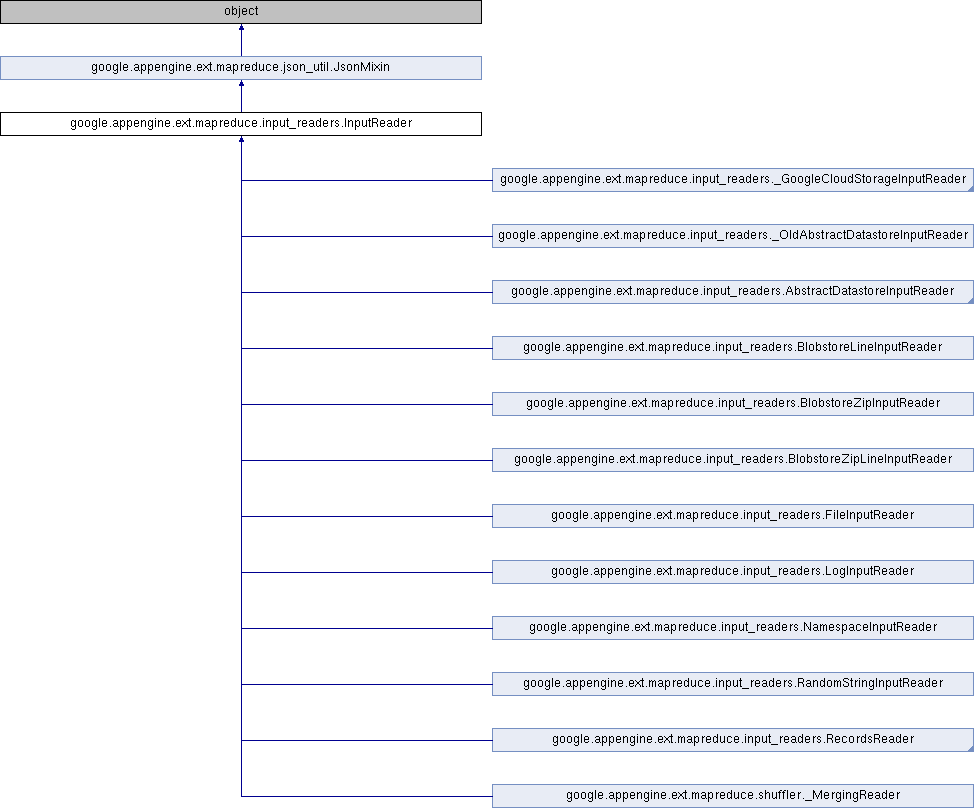 object
google.appengine.ext.mapreduce.json_util.JsonMixin
google.appengine.ext.mapreduce.input_readers.InputReader
google.appengine.ext.mapreduce.input_readers._GoogleCloudStorageInputReader
google.appengine.ext.mapreduce.input_readers._OldAbstractDatastoreInputReader
google.appengine.ext.mapreduce.input_readers.AbstractDatastoreInputReader
google.appengine.ext.mapreduce.input_readers.BlobstoreLineInputReader
google.appengine.ext.mapreduce.input_readers.BlobstoreZipInputReader
google.appengine.ext.mapreduce.input_readers.BlobstoreZipLineInputReader
google.appengine.ext.mapreduce.input_readers.FileInputReader
google.appengine.ext.mapreduce.input_readers.LogInputReader
google.appengine.ext.mapreduce.input_readers.NamespaceInputReader
google.appengine.ext.mapreduce.input_readers.RandomStringInputReader
google.appengine.ext.mapreduce.input_readers.RecordsReader
google.appengine.ext.mapreduce.shuffler._MergingReader